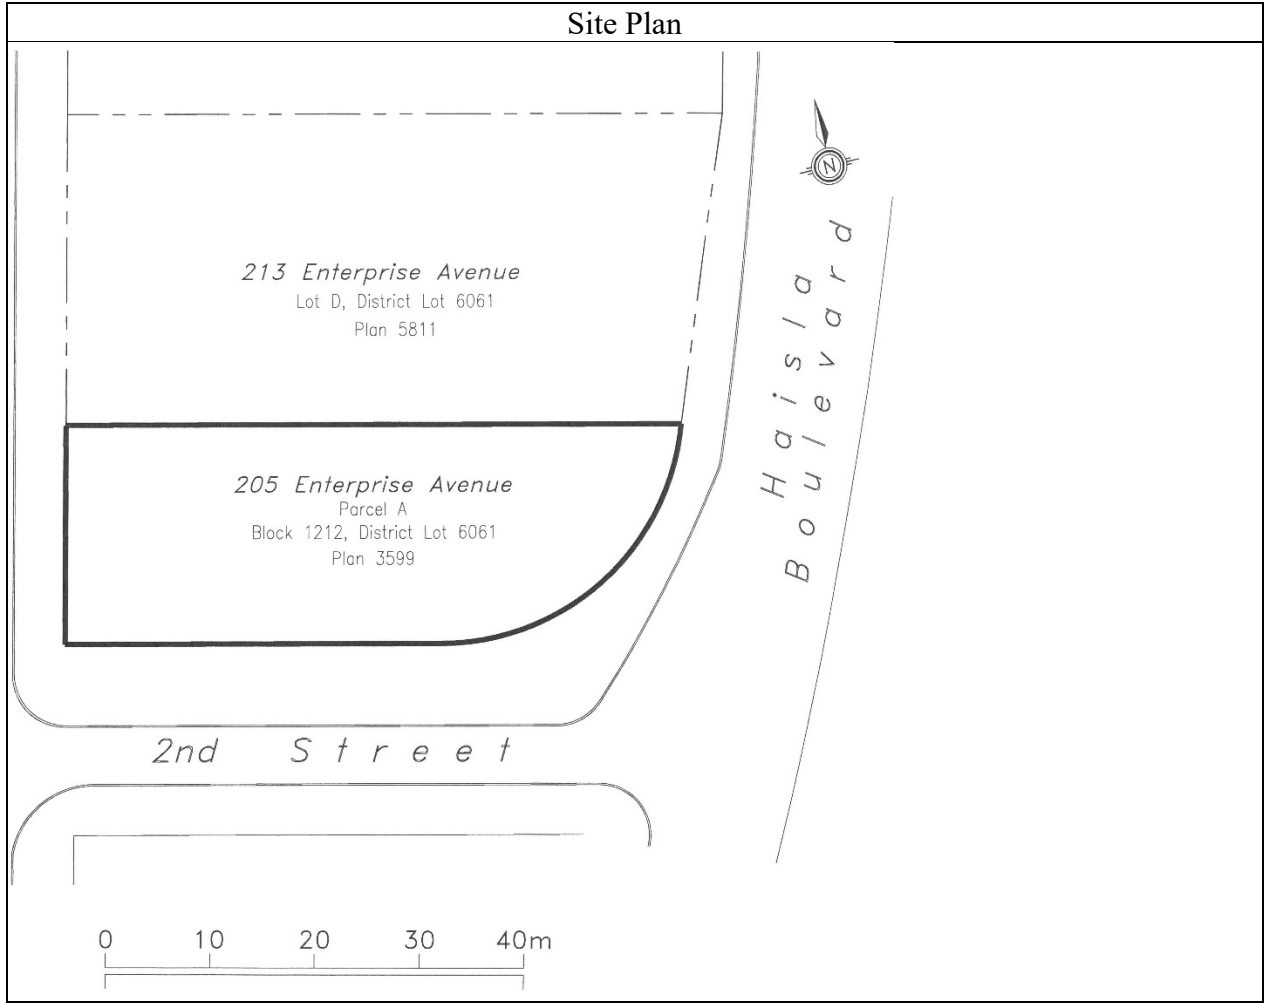 Site Plan
N
213 Enterprise Avenue
Lot D, District Lot 6061
Plan 5811
Haisla
Boulevard
205 Enterprise Avenue
Parcel A
Block 1212, District Lot 6061
Plan 3599
2nd Street
0 10 20 30 40m